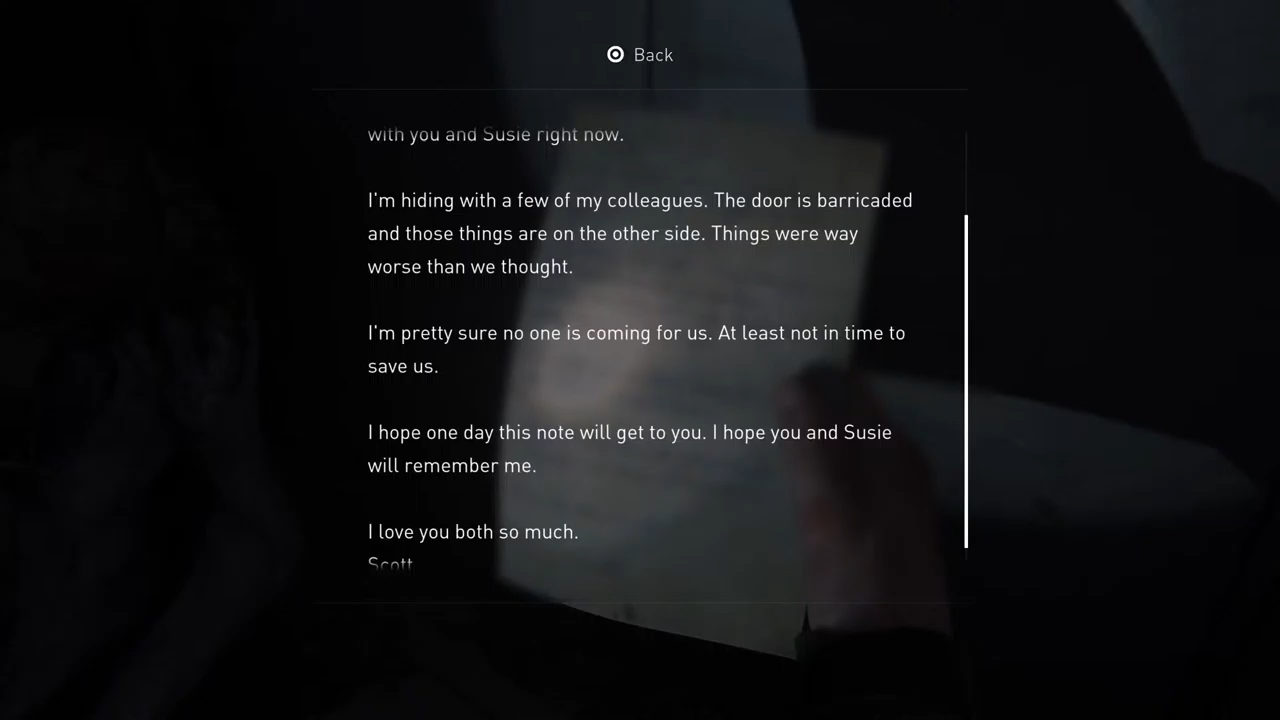 Back
with you and Susie right now.
I'm hiding with a few of my colleagues. The door is barricaded
and those things are on the other side. Things were way
worse than we thought.
I'm pretty sure no one is coming for us. At least not in time to
save us.
I hope one day this note will get to you. I hope you and Susie
will remember me.
I love you both so much.
Scott